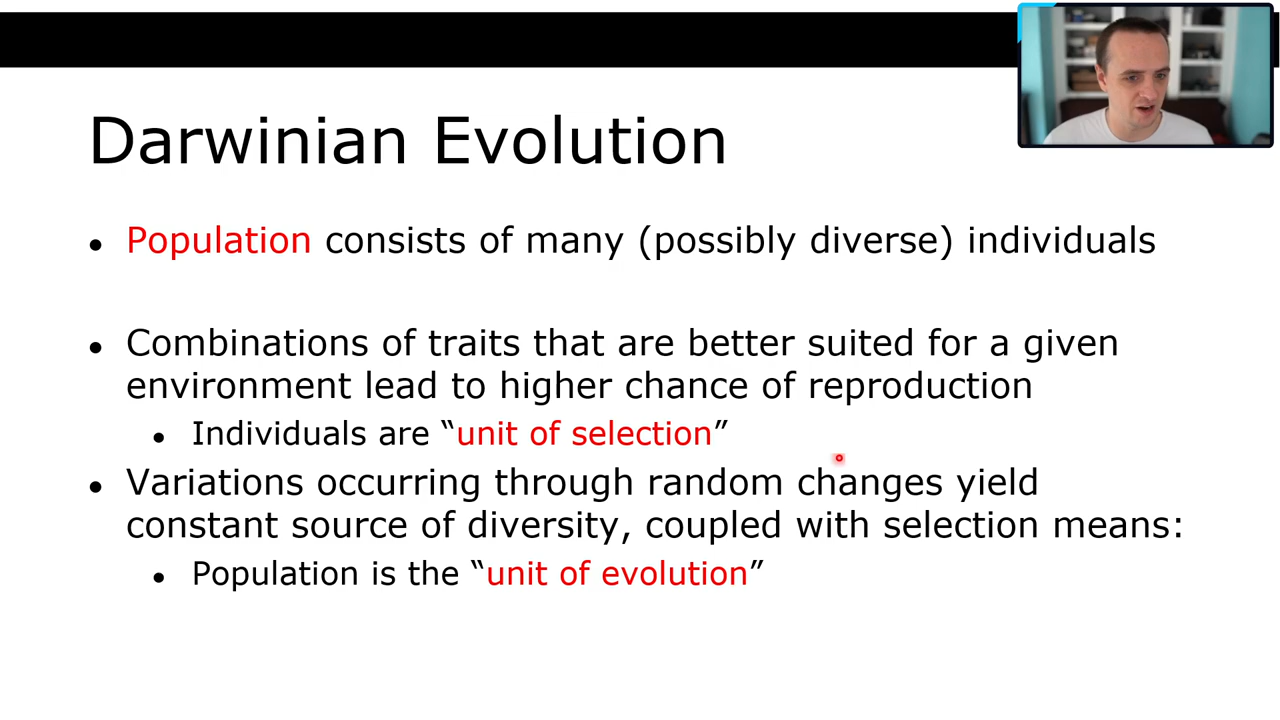 Darwinian Evolution
• Population consists of many (possibly diverse) individuals
• Combinations of traits that are better suited for a given
environment lead to higher chance of reproduction
• Individuals are “unit of selection”
• Variations occurring through random changes yield
constant source of diversity, coupled with selection means:
• Population is the “unit of evolution”